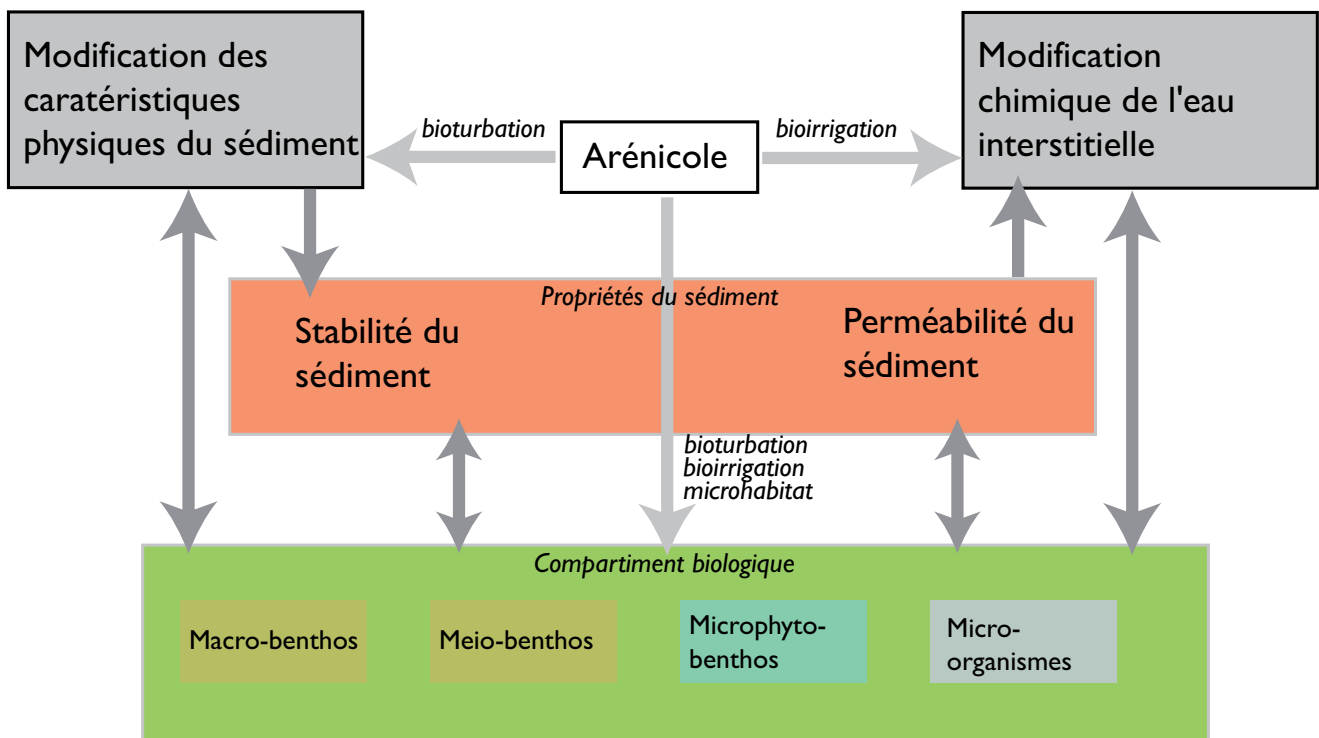 Modification des
caratéristiques
physiques du sédiment
bioturbation
Arénicole
bioirrigation
Modification
chimique de l'eau
interstitielle
Propriétés du sédiment
Stabilité du
sédiment
Perméabilité du
sédiment
bioturbation
bioirrigation
microhabitat
Compartiment biologique
Macro-benthos
Meio-benthos
Microphyto-
benthos
Micro-
organismes